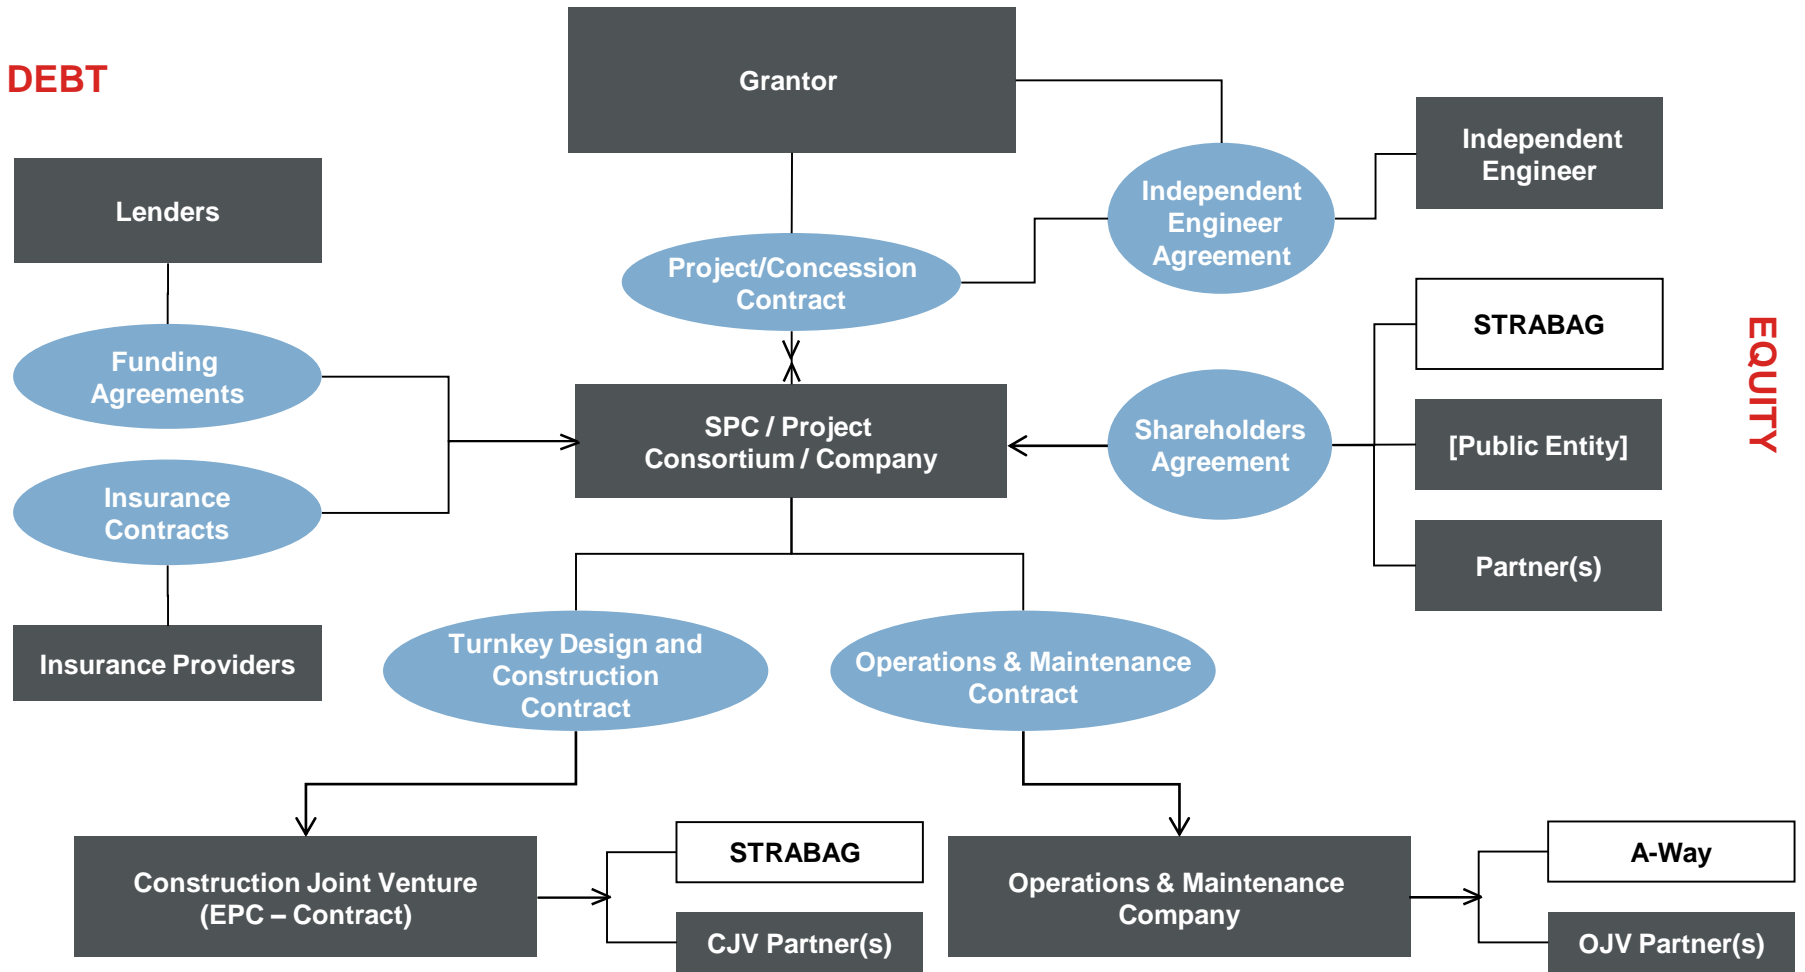 DEBT
Grantor
Independent
Engineer
Lenders
Independent
Engineer
Agreement
Project/Concession
Contract
STRABAG
EQUITY
Funding
Agreements
SPC / Project
Consortium / Company
Shareholders
Agreement
[Public Entity]
Insurance
Contracts
Partner(s)
Insurance Providers
Turnkey Design and
Construction
Contract
Operations & Maintenance
Contract
Construction Joint Venture
(EPC – Contract)
STRABAG
CJV Partner(s)
Operations & Maintenance
Company
A-Way
OJV Partner(s)